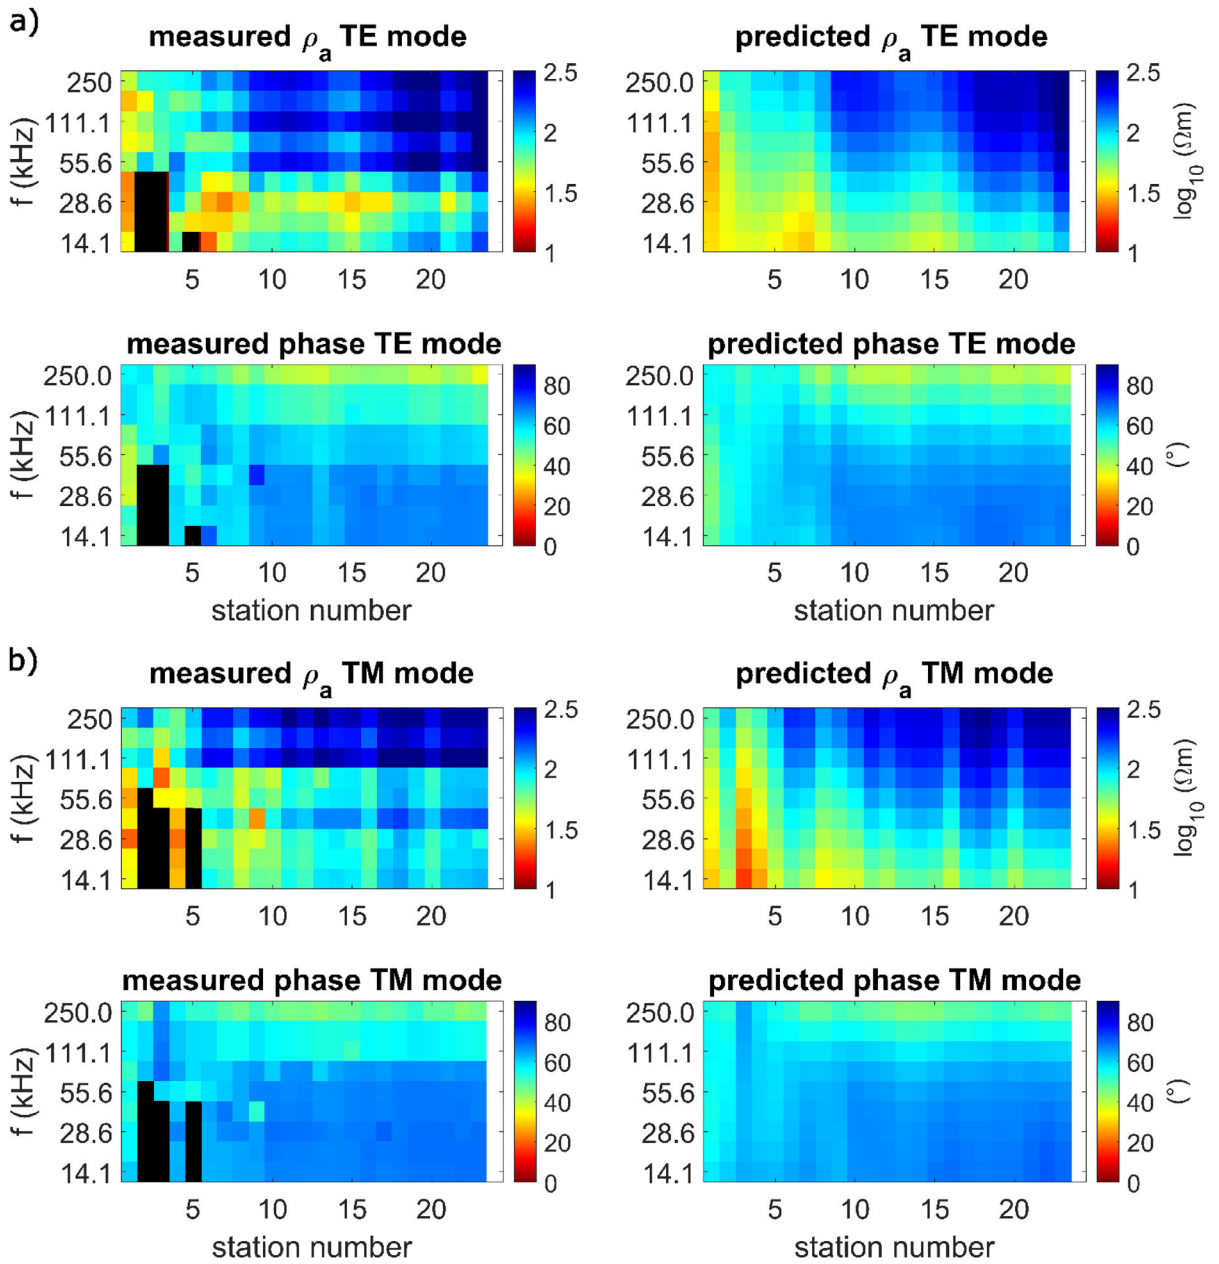 a)
measured ρa TE mode
predicted ρa TE mode
f (kHz)
250
111.1
55.6
28.6
14.1
5 10 15 20
2.5
2
1.5
1
250.0
111.1
55.6
28.6
14.1
5 10 15 20
2.5
2
1.5
1
log10 (Ωm)
measured phase TE mode
predicted phase TE mode
f (kHz)
250.0
111.1
55.6
28.6
14.1
5 10 15 20
station number
80
60
40
20
0
250.0
111.1
55.6
28.6
14.1
5 10 15 20
station number
80
60
40
20
0
(°)
b)
measured ρa TM mode
predicted ρa TM mode
f (kHz)
250
111.1
55.6
28.6
14.1
5 10 15 20
2.5
2
1.5
1
250.0
111.1
55.6
28.6
14.1
5 10 15 20
2.5
2
1.5
1
log10 (Ωm)
measured phase TM mode
predicted phase TM mode
f (kHz)
250.0
111.1
55.6
28.6
14.1
5 10 15 20
station number
80
60
40
20
0
250.0
111.1
55.6
28.6
14.1
5 10 15 20
station number
80
60
40
20
0
(°)